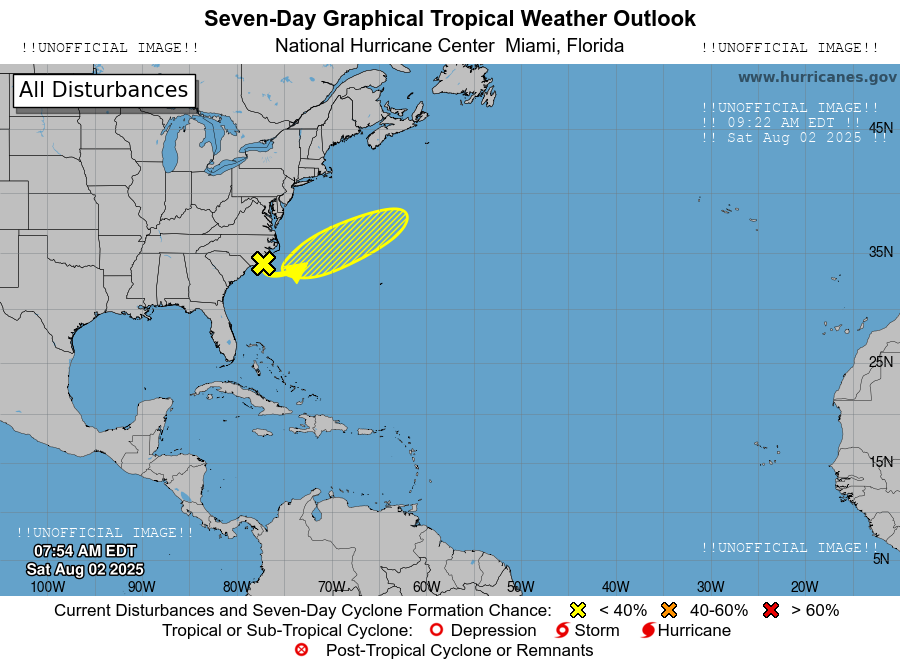 Seven-Day Graphical Tropical Weather Outlook
!!UNOFFICIAL IMAGE!!
National Hurricane Center  Miami, Florida
!!UNOFFICIAL IMAGE!!
All Disturbances
www.hurricanes.gov
!!UNOFFICIAL IMAGE!!
!! 09:22 AM EDT !!
!! Sat Aug 02 2025 !!
45N
35N
25N
15N
!!UNOFFICIAL IMAGE!!
07:54 AM EDT
Sat Aug 02 2025
!!UNOFFICIAL IMAGE!!
5N
100W 90W 80W 70W 60W 50W 40W 30W 20W
Current Disturbances and Seven-Day Cyclone Formation Chance: < 40% 40-60% > 60%
Tropical or Sub-Tropical Cyclone: Depression Storm Hurricane
Post-Tropical Cyclone or Remnants